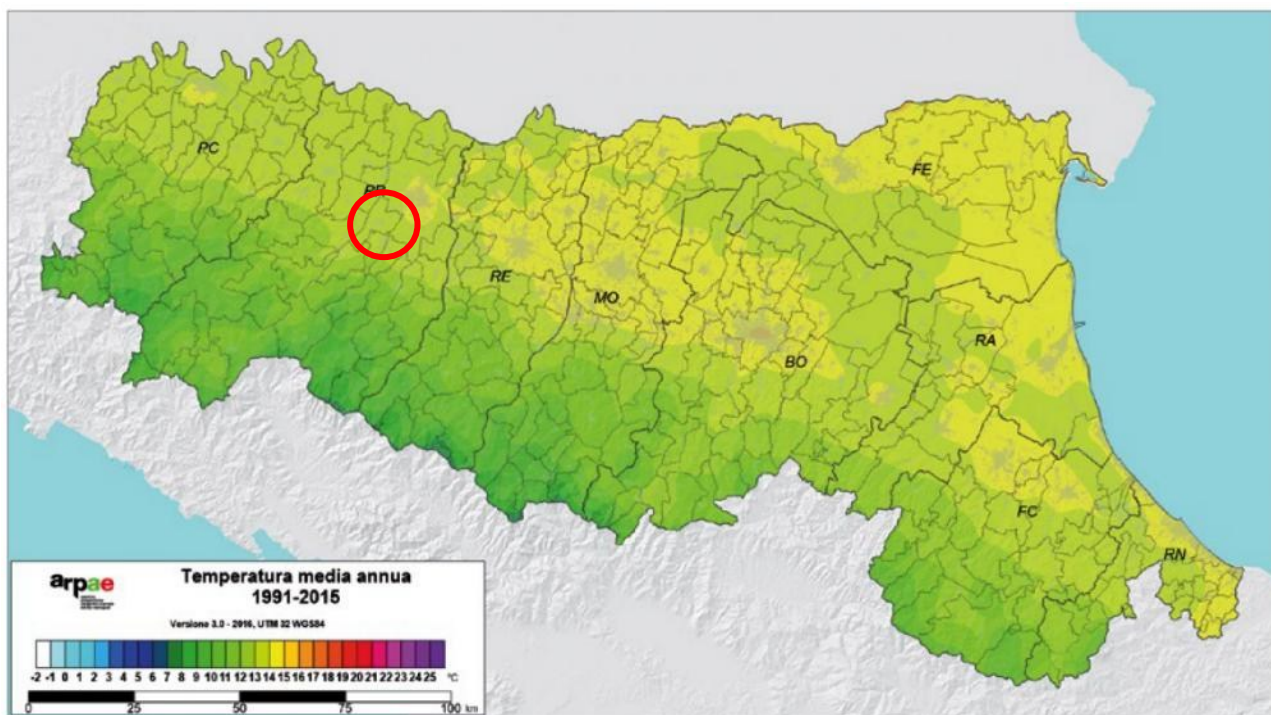 PC
FE
RE
MO
RA
BO
FC
RN
arpae
Temperatura media annua
1991-2015
Versione 3.0 - 2016, UTM 32 WGS84
-2 -1 0 1 2 3 4 5 6 7 8 9 10 11 12 13 14 15 16 17 18 19 20 21 22 23 24 25 °C
0 25 50 75 100 km